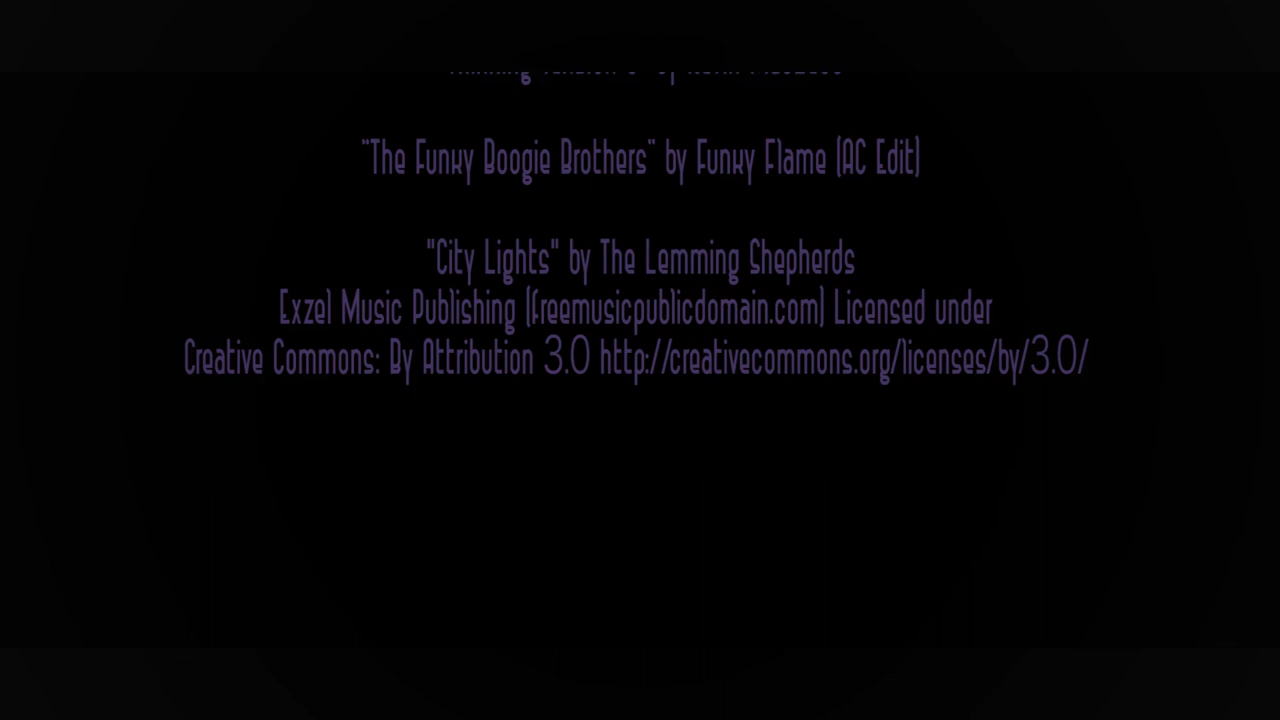 "The Funky Boogie Brothers" by Funky Flame (AC Edit)
"City Lights" by The Lemming Shepherds
Exzel Music Publishing (freemusicpublicdomain.com) Licensed under
Creative Commons: By Attribution 3.0 http://creativecommons.org/licenses/by/3.0/